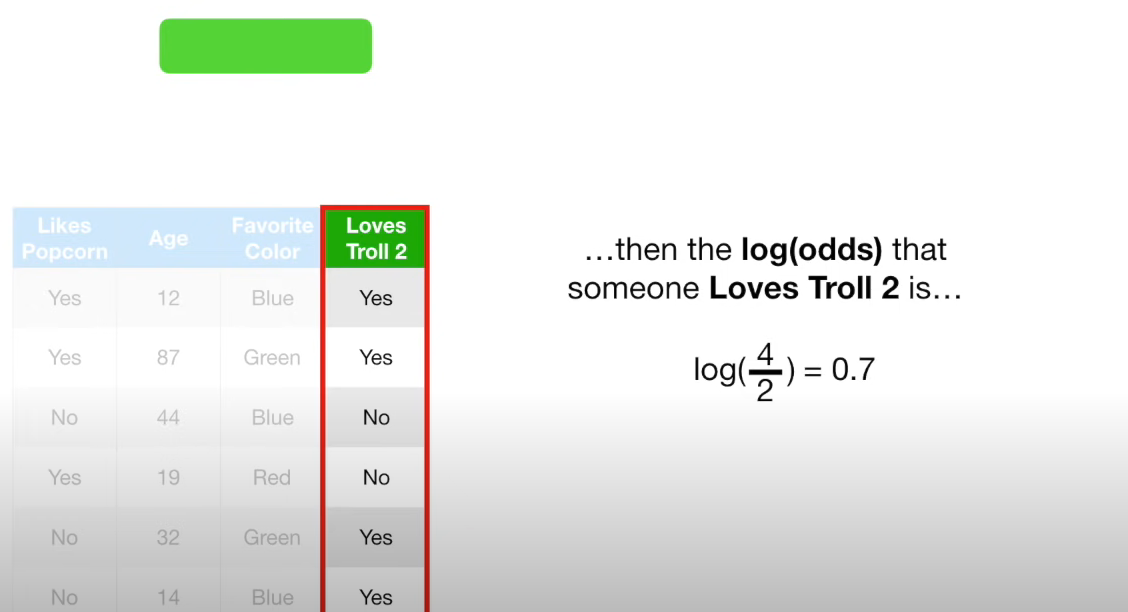 Likes Popcorn Age Favorite Color Loves Troll 2
Yes 12 Blue Yes
Yes 87 Green Yes
No 44 Blue No
Yes 19 Red No
No 32 Green Yes
No 14 Blue Yes
…then the log(odds) that
someone Loves Troll 2 is…
log(4/2) = 0.7